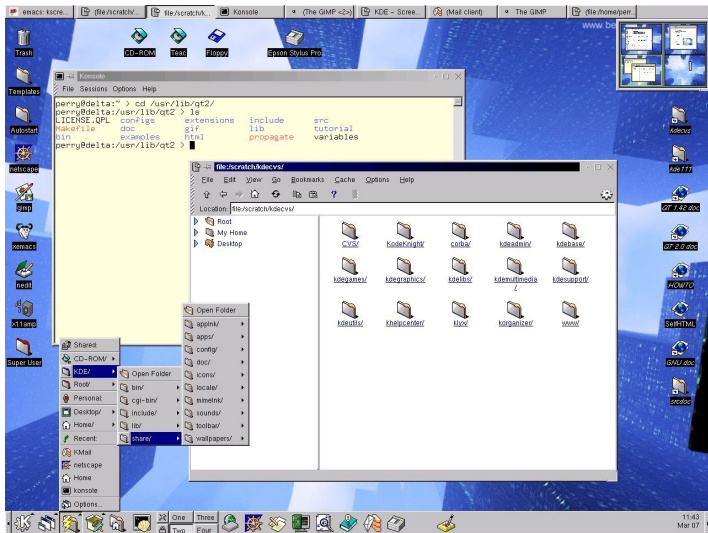 emacs: kscre...
(file:/scratch/...
file:/scratch/k...
Konsole
(The GIMP <2>)
KDE - Scree...
(Mail client)
The GIMP
(file:/home/perr...
www.be
Trash
CD-ROM
Teac
Floppy
Epson Stylus Pro
Templates
Autostart
netscape
gimp
xemacs
nedit
x11amp
Super User
Konsole
File Sessions Options Help
perry@delta:~ > cd /usr/lib/qt2/
perry@delta:/usr/lib/qt2 > ls
LICENSE.QPL configs extensions include src
Makefile doc gif lib tutorial
bin examples html propagate variables
perry@delta:/usr/lib/qt2 >
file:/scratch/kdecvs/
File Edit View Go Bookmarks Cache Options Help
Location: file:/scratch/kdecvs/
Root
My Home
Desktop
CVS/ KodeKnight/ corba/ kdeadmin/ kdebase/
kdegames/ kdegraphics/ kdelibs/ kdemultimedia
/ kdesupport/
kdeutils/ khelpcenter/ klyx/ korganizer/ www/
kdecvs
kde111
QT 1.42 doc
QT 2.0 doc
HOWTO
SelfHTML
GNU doc
srcdoc
Shared:
CD-ROM/
KDE/
Root/
Personal:
Desktop/
Home/
Recent:
KMail
netscape
Home
konsole
Options...
Open Folder
bin/
cgi-bin/
include/
lib/
share/
Open Folder
applnk/
apps/
config/
doc/
icons/
locale/
mimelnk/
sounds/
toolbar/
wallpapers/
One Three
Two Four
11:43
Mar 07